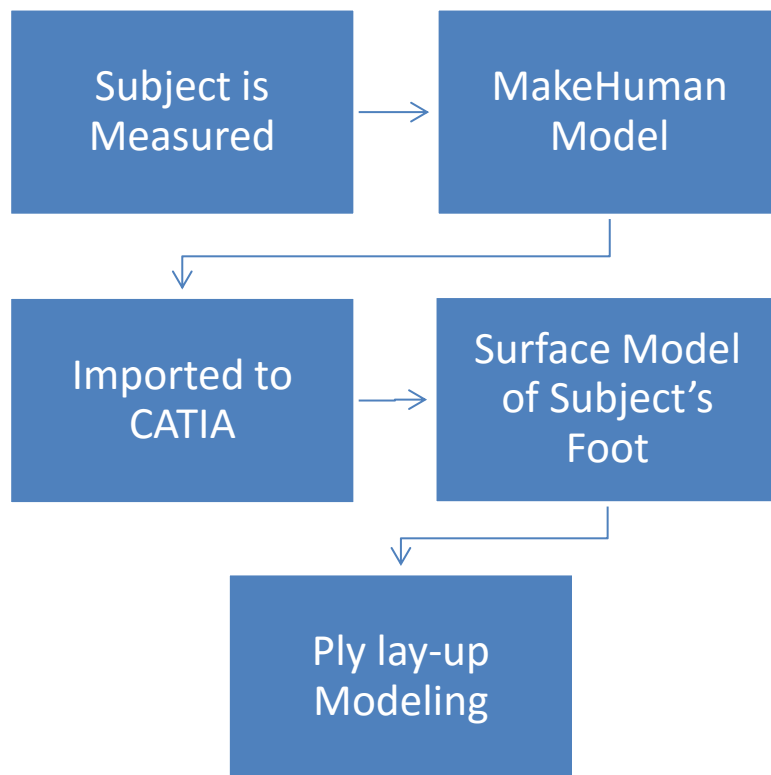 Subject is
Measured
MakeHuman
Model
Imported to
CATIA
Surface Model
of Subject’s
Foot
Ply lay-up
Modeling